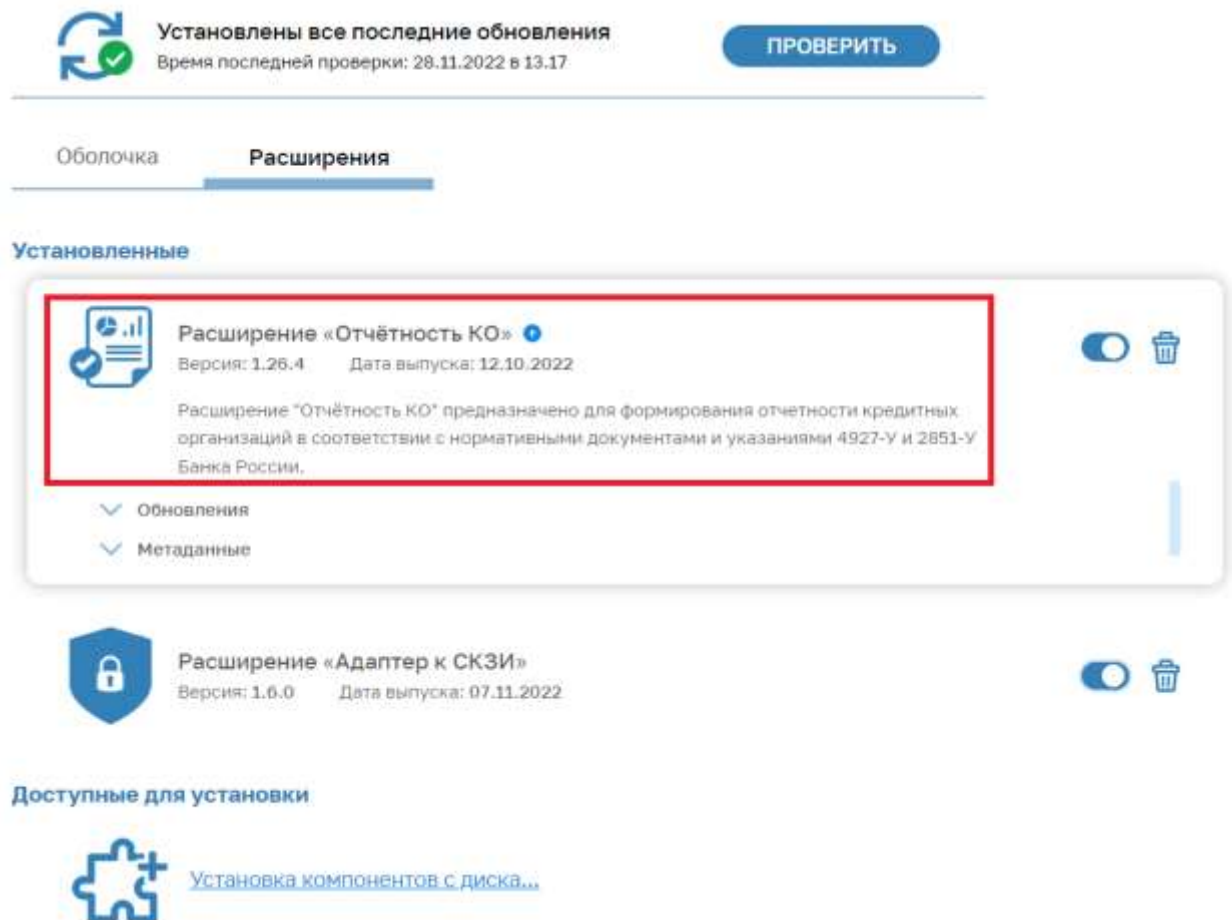 Установлены все последние обновления
Время последней проверки: 28.11.2022 в 13.17
ПРОВЕРИТЬ
Оболочка Расширения
Установленные
Расширение «Отчётность КО»
Версия: 1.26.4 Дата выпуска: 12.10.2022
Расширение "Отчётность КО" предназначено для формирования отчетности кредитных
организаций в соответствии с нормативными документами и указаниями 4927-У и 2851-У
Банка России.
Обновления
Метаданные
Расширение «Адаптер к СКЗИ»
Версия: 1.6.0 Дата выпуска: 07.11.2022
Доступные для установки
Установка компонентов с диска...